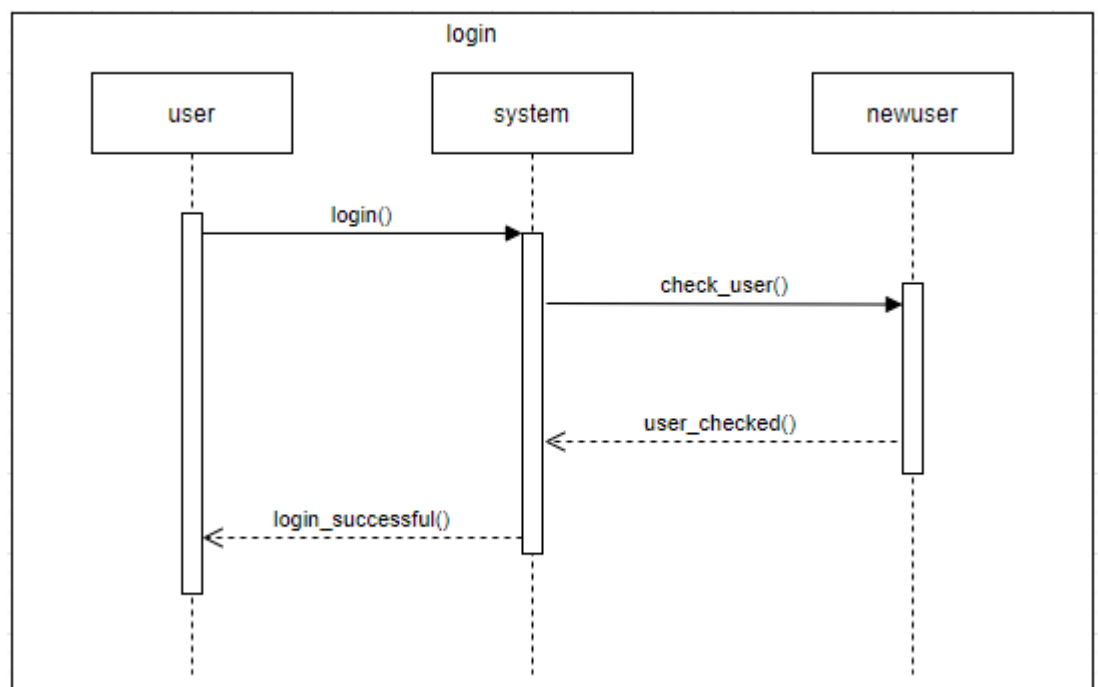 login
user
system
newuser
login()
check_user()
user_checked()
login_successful()